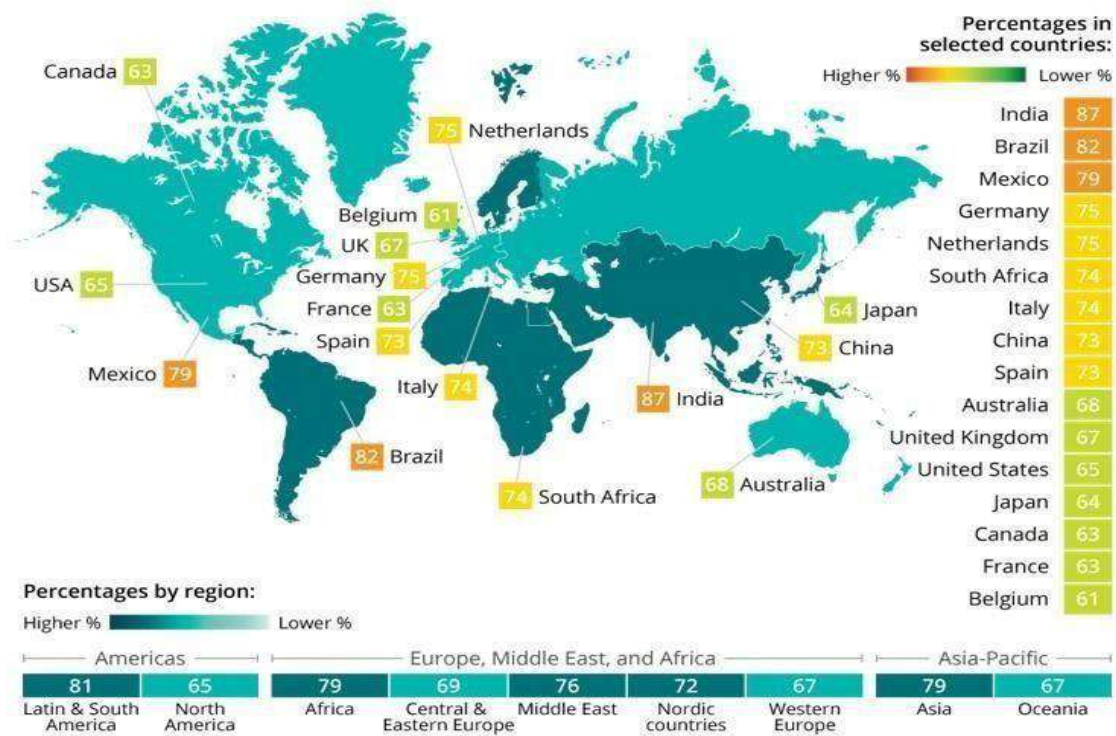 Percentages in
selected countries:
Higher % Lower %
Canada 63
75 Netherlands
Belgium 61
UK 67
Germany 75
USA 65
France 63
64 Japan
Spain 73
73 China
Mexico 79
Italy 74
87 India
82 Brazil
68 Australia
74 South Africa
India 87
Brazil 82
Mexico 79
Germany 75
Netherlands 75
South Africa 74
Italy 74
China 73
Spain 73
Australia 68
United Kingdom 67
United States 65
Japan 64
Canada 63
France 63
Belgium 61
Percentages by region:
Higher % Lower %
Americas Europe, Middle East, and Africa Asia-Pacific
81 65 79 69 76 72 67 79 67
Latin & South North Africa Central & Middle East Nordic Western Asia Oceania
America America Eastern Europe countries Europe